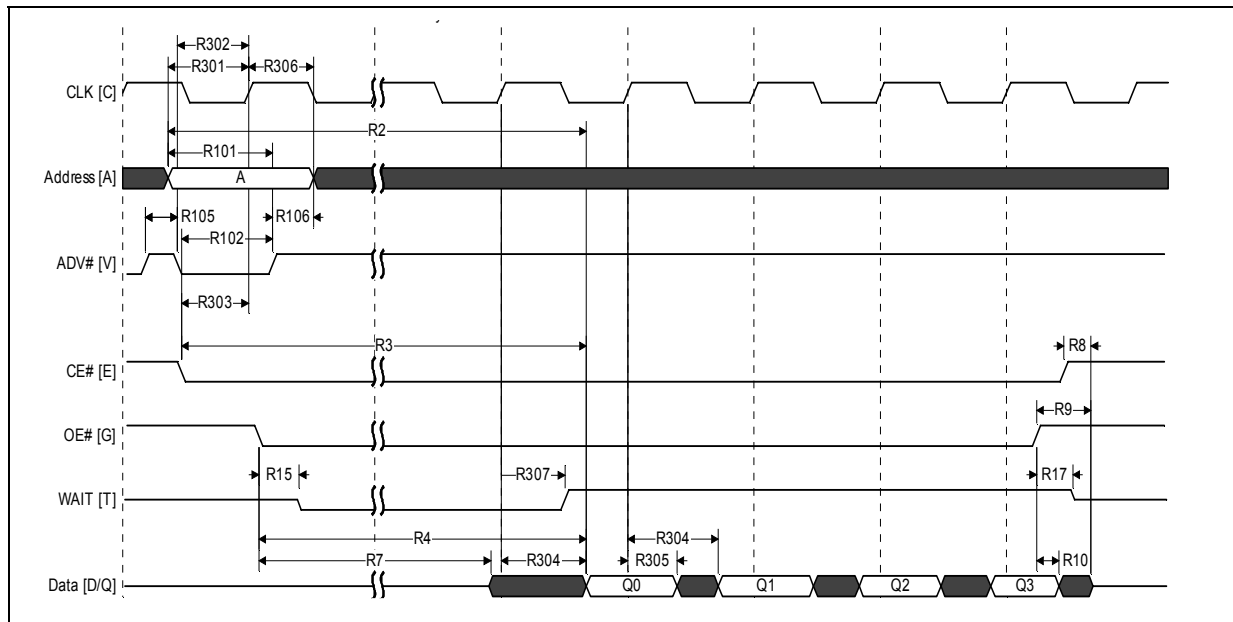 R302
R301 R306
CLK [C]
R2
R101
Address [A] A
R105 R106
R102
ADV# [V]
R303
R3
R8
CE# [E]
R9
OE# [G]
R15 R307 R17
WAIT [T]
R4 R304
R7 R304 R305 R10
Data [D/Q] Q0 Q1 Q2 Q3